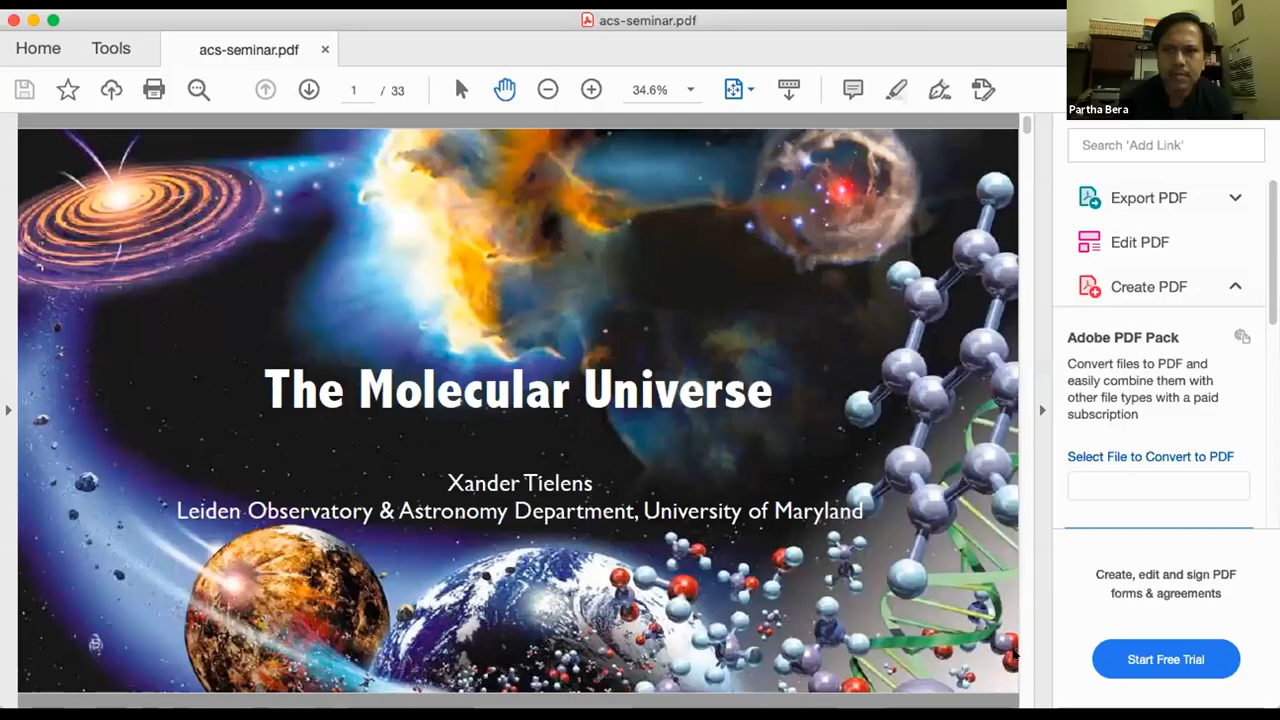 acs-seminar.pdf
Home
Tools
acs-seminar.pdf
1 / 33
34.6%
Partha Bera
Search 'Add Link'
Export PDF
Edit PDF
Create PDF
Adobe PDF Pack
Convert files to PDF and
easily combine them with
other file types with a paid
subscription
Select File to Convert to PDF
Create, edit and sign PDF
forms & agreements
Start Free Trial
The Molecular Universe
Xander Tielens
Leiden Observatory & Astronomy Department, University of Maryland